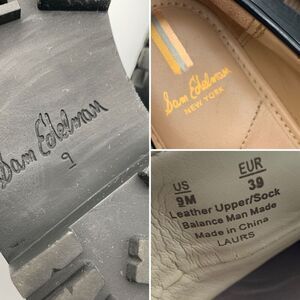 Sam Edelman
9
Sam Edelman
NEW YORK
US EUR
9M 39
Leather Upper/Sock
Balance Man Made
Made in China
LAURS